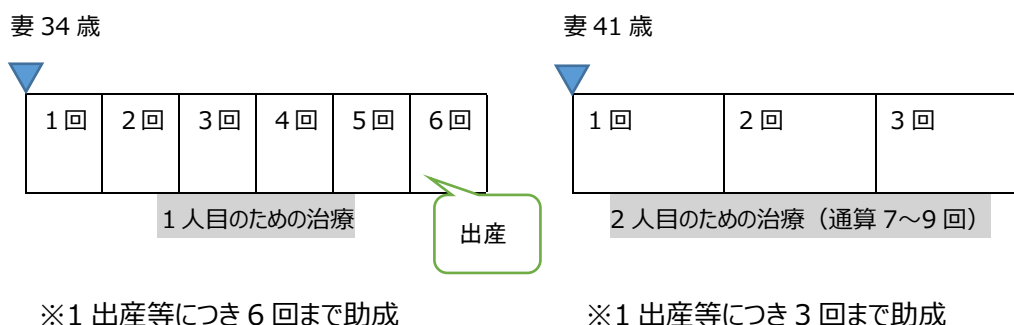 妻 34 歳
妻 41 歳
1回 2回 3回 4回 5回 6回
1回 2回 3回
1人目のための治療
出産
2人目のための治療（通算 7～9 回）
※1 出産等につき 6 回まで助成
※1 出産等につき 3 回まで助成